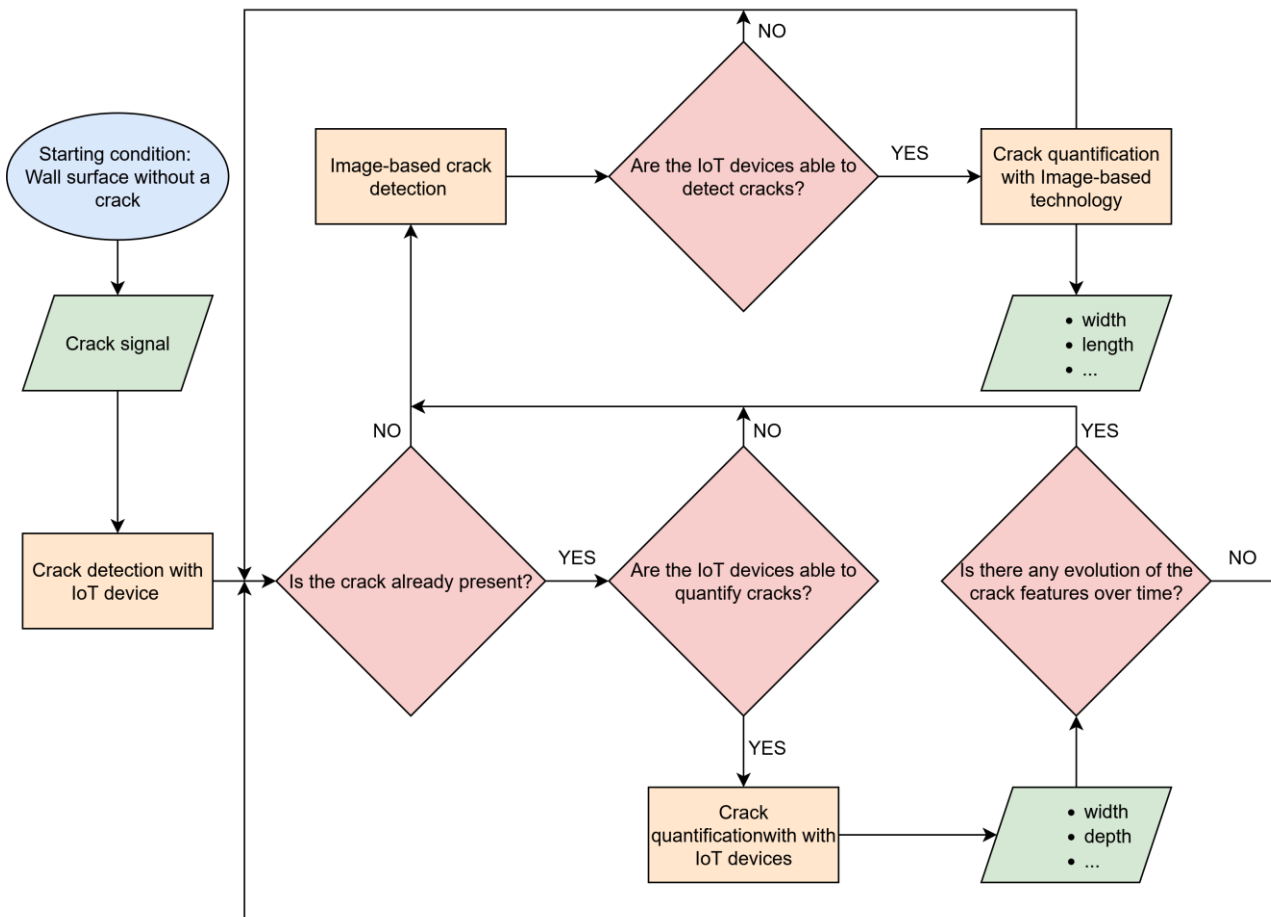 NO
Starting condition:
Wall surface without a
crack
Image-based crack
detection
Are the IoT devices able to
detect cracks?
YES
Crack quantification
with Image-based
technology
Crack signal
• width
• length
• ...
NO
NO
YES
Crack detection with
IoT device
Is the crack already present?
YES
Are the IoT devices able to
quantify cracks?
Is there any evolution of the
crack features over time?
NO
YES
Crack
quantificationwith with
IoT devices
• width
• depth
• ...